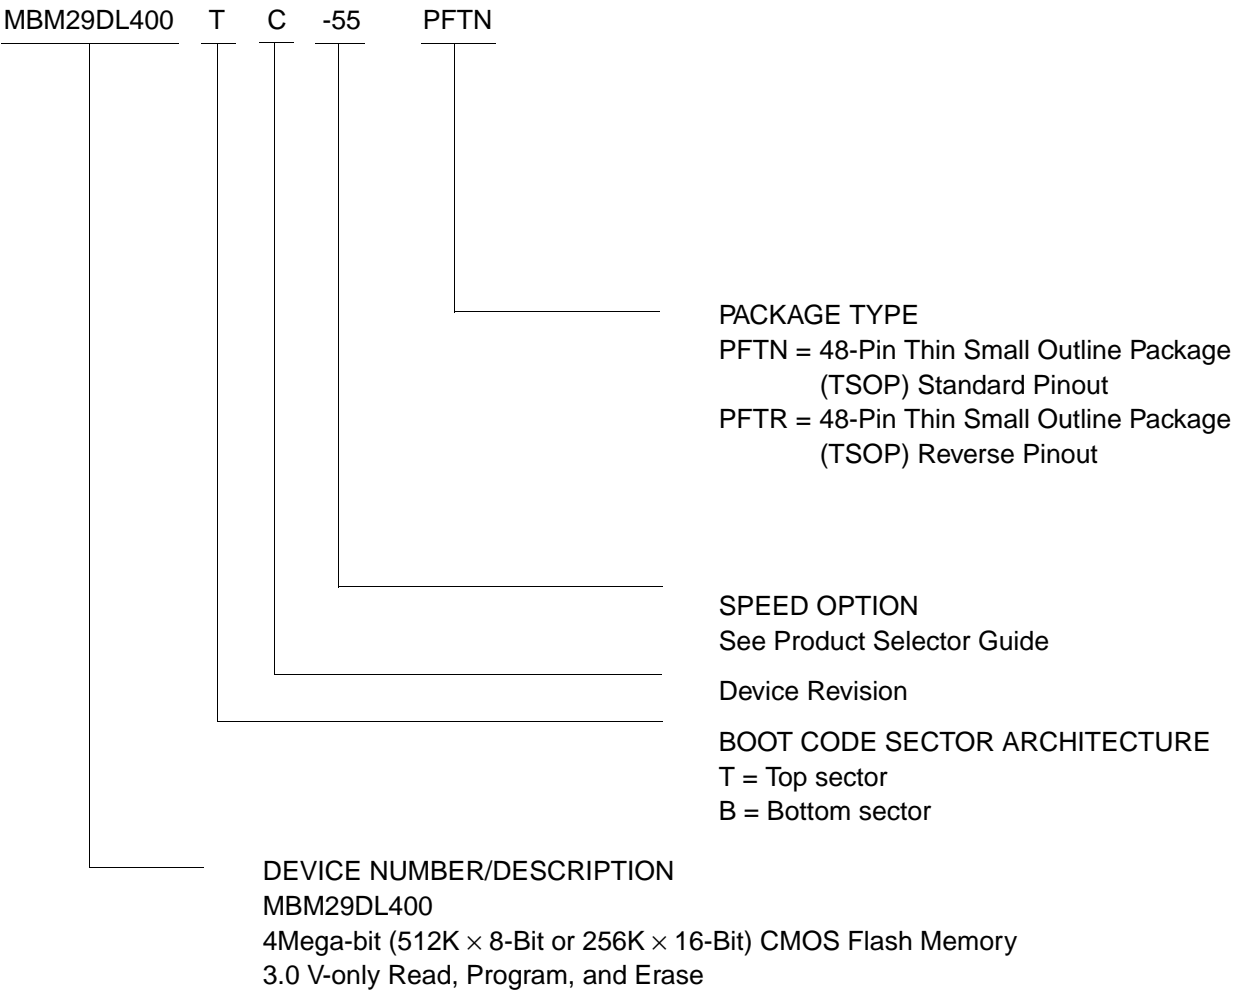 MBM29DL400 T C -55 PFTN
PACKAGE TYPE
PFTN = 48-Pin Thin Small Outline Package
(TSOP) Standard Pinout
PFTR = 48-Pin Thin Small Outline Package
(TSOP) Reverse Pinout
SPEED OPTION
See Product Selector Guide
Device Revision
BOOT CODE SECTOR ARCHITECTURE
T = Top sector
B = Bottom sector
DEVICE NUMBER/DESCRIPTION
MBM29DL400
4Mega-bit (512K × 8-Bit or 256K × 16-Bit) CMOS Flash Memory
3.0 V-only Read, Program, and Erase